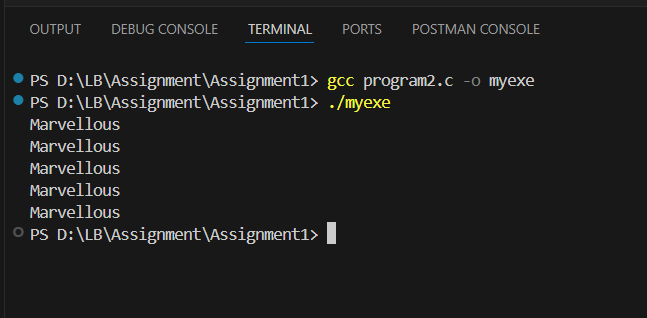 OUTPUT DEBUG CONSOLE TERMINAL PORTS POSTMAN CONSOLE
PS D:\LB\Assignment\Assignment1> gcc program2.c -o myexe
PS D:\LB\Assignment\Assignment1> ./myexe
Marvellous
Marvellous
Marvellous
Marvellous
Marvellous
PS D:\LB\Assignment\Assignment1>